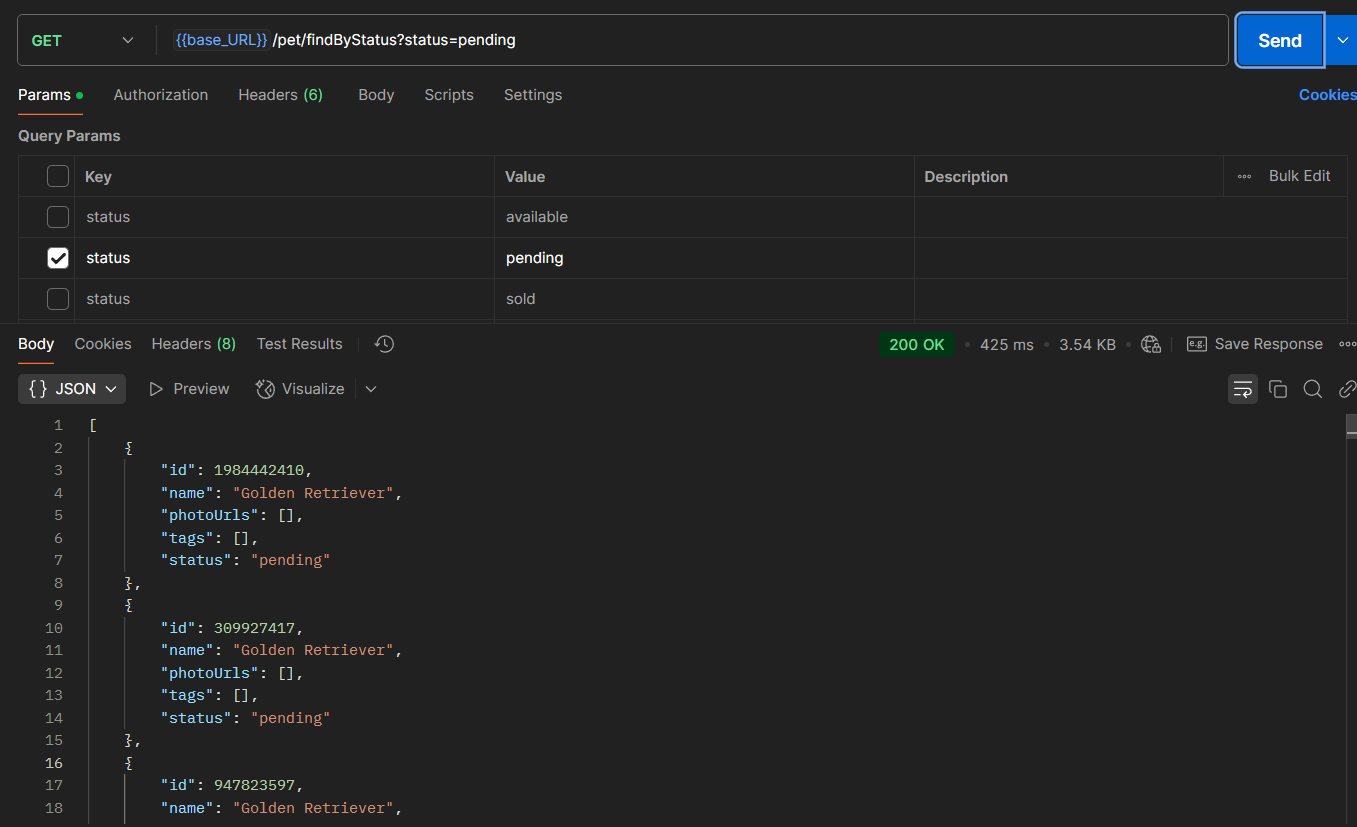 GET {{base_URL}} /pet/findByStatus?status=pending Send
Params Authorization Headers (6) Body Scripts Settings Cookies
Query Params
Key Value Description Bulk Edit
status available
status pending
status sold
Body Cookies Headers (8) Test Results 200 OK 425 ms 3.54 KB e.g. Save Response
{} JSON Preview Visualize
1 [
2 {
3 "id": 1984442410,
4 "name": "Golden Retriever",
5 "photoUrls": [],
6 "tags": [],
7 "status": "pending"
8 },
9 {
10 "id": 309927417,
11 "name": "Golden Retriever",
12 "photoUrls": [],
13 "tags": [],
14 "status": "pending"
15 },
16 {
17 "id": 947823597,
18 "name": "Golden Retriever",